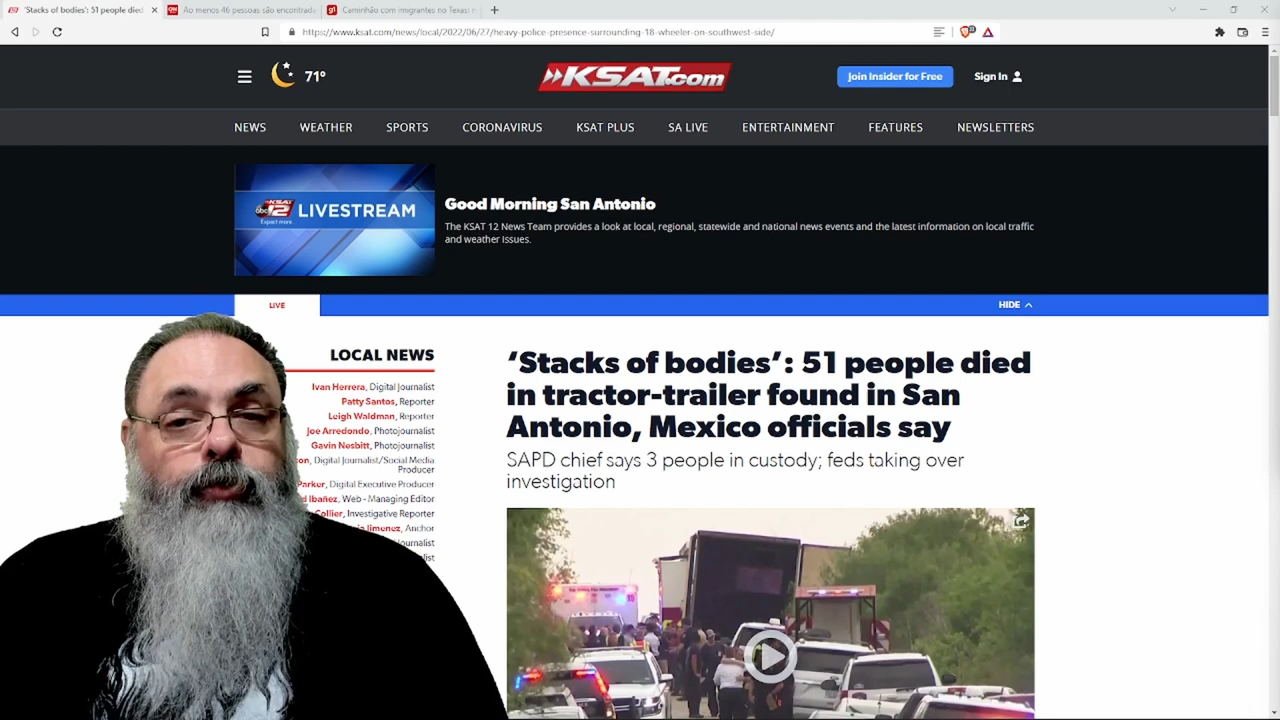 'Stacks of bodies': 51 people died
Ao menos 46 pessoas são encontrada
Caminhão com imigrantes no Texas: n
https://www.ksat.com/news/local/2022/06/27/heavy-police-presence-surrounding-18-wheeler-on-southwest-side/
71°
KSAT.com
Join Insider for Free
Sign In
NEWS
WEATHER
SPORTS
CORONAVIRUS
KSAT PLUS
SA LIVE
ENTERTAINMENT
FEATURES
NEWSLETTERS
abc 12 LIVESTREAM
Expect more.
Good Morning San Antonio
The KSAT 12 News Team provides a look at local, regional, statewide and national news events and the latest information on local traffic
and weather issues.
LIVE
HIDE
LOCAL NEWS
Ivan Herrera, Digital Journalist
Patty Santos, Reporter
Leigh Waldman, Reporter
Joe Arredondo, Photojournalist
Gavin Nesbitt, Photojournalist
son, Digital Journalist/Social Media
Producer
Parker, Digital Executive Producer
d Ibañez, Web - Managing Editor
Collier, Investigative Reporter
Jimenez, Anchor
'Stacks of bodies': 51 people died
in tractor-trailer found in San
Antonio, Mexico officials say
SAPD chief says 3 people in custody; feds taking over
investigation